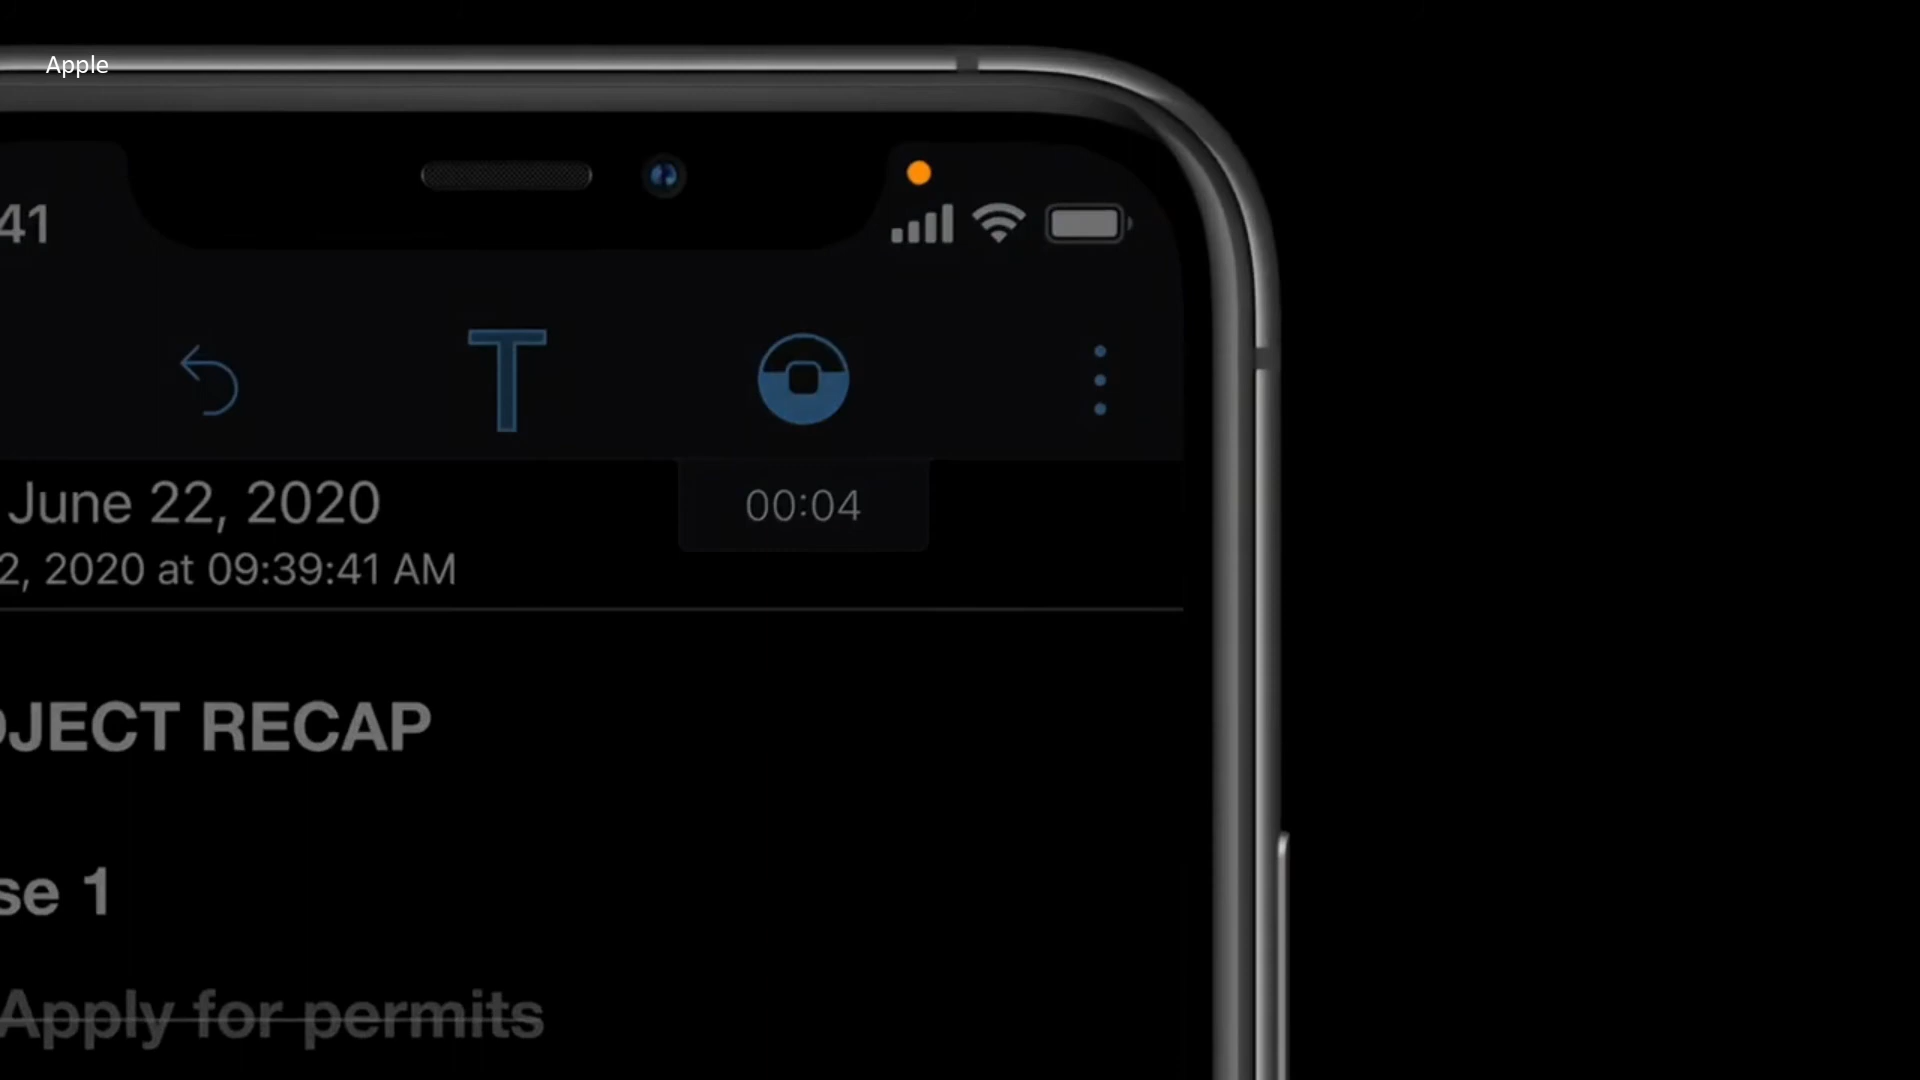 Apple
41
T
June 22, 2020
00:04
2, 2020 at 09:39:41 AM
OJECT RECAP
se 1
Apply for permits